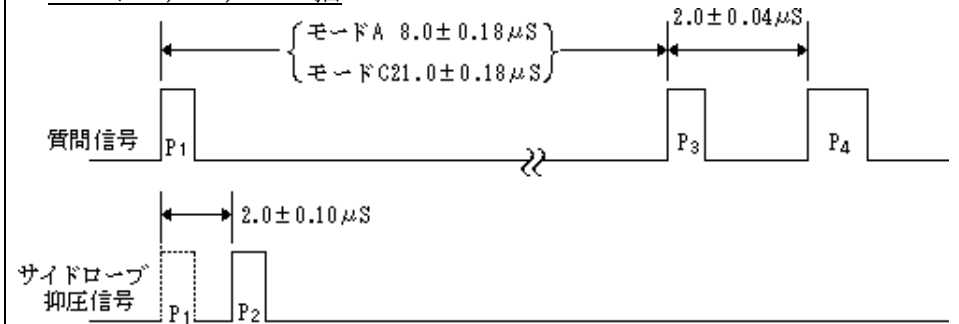 モードA 8.0±0.18μS
モードC21.0±0.18μS
2.0±0.04μS
質問信号
P1
P3
P4
2.0±0.10μS
サイドローブ
抑圧信号
P1
P2